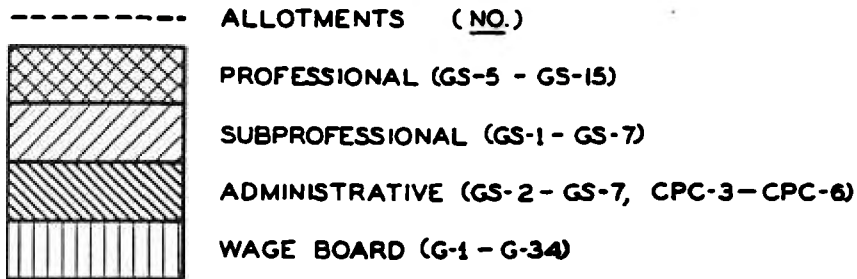 ALLOTMENTS (NO.)
PROFESSIONAL (GS-5 - GS-15)
SUBPROFESSIONAL (GS-1 - GS-7)
ADMINISTRATIVE (GS-2 - GS-7, CPC-3 - CPC-6)
WAGE BOARD (G-1 - G-34)